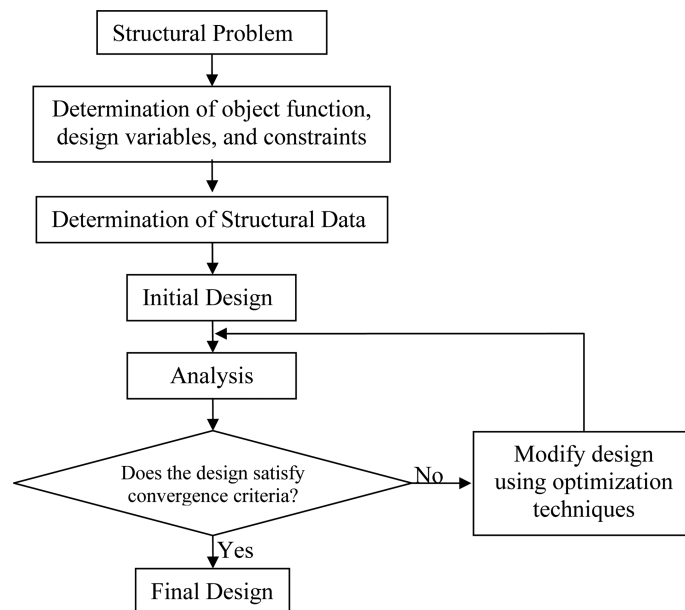 Structural Problem
Determination of object function,
design variables, and constraints
Determination of Structural Data
Initial Design
Analysis
Does the design satisfy
convergence criteria?
No
Modify design
using optimization
techniques
Yes
Final Design